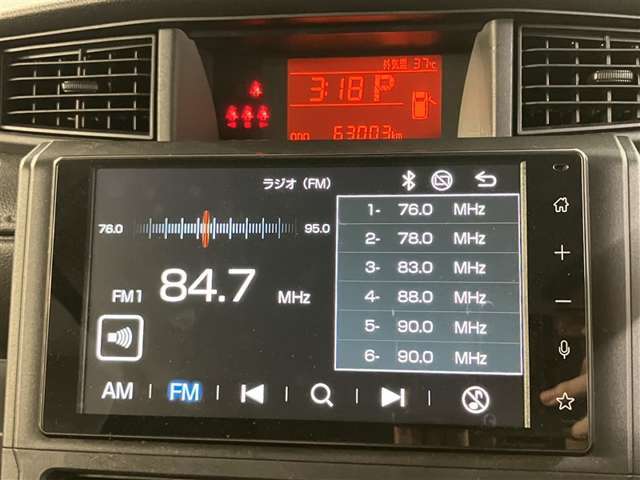 外気温 37℃
3:18 P
ODO 63003km
ラジオ (FM)
76.0 95.0
FM1 84.7 MHz
1- 76.0 MHz
2- 78.0 MHz
3- 83.0 MHz
4- 88.0 MHz
5- 90.0 MHz
6- 90.0 MHz
AM FM